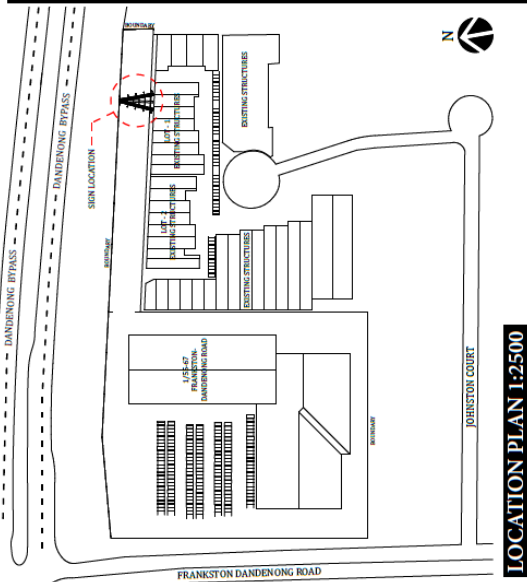 BOUNDARY
N
DANDENONG BYPASS
DANDENONG BYPASS
SIGN LOCATION
LOT - 1
EXISTING STRUCTURES
EXISTING STRUCTURES
LOT - 2
EXISTING STRUCTURES
BOUNDARY
EXISTING STRUCTURES
1/55-67
FRANKSTON-
DANDENONG ROAD
BOUNDARY
JOHNSTON COURT
FRANKSTON DANDENONG ROAD
LOCATION PLAN 1:2500